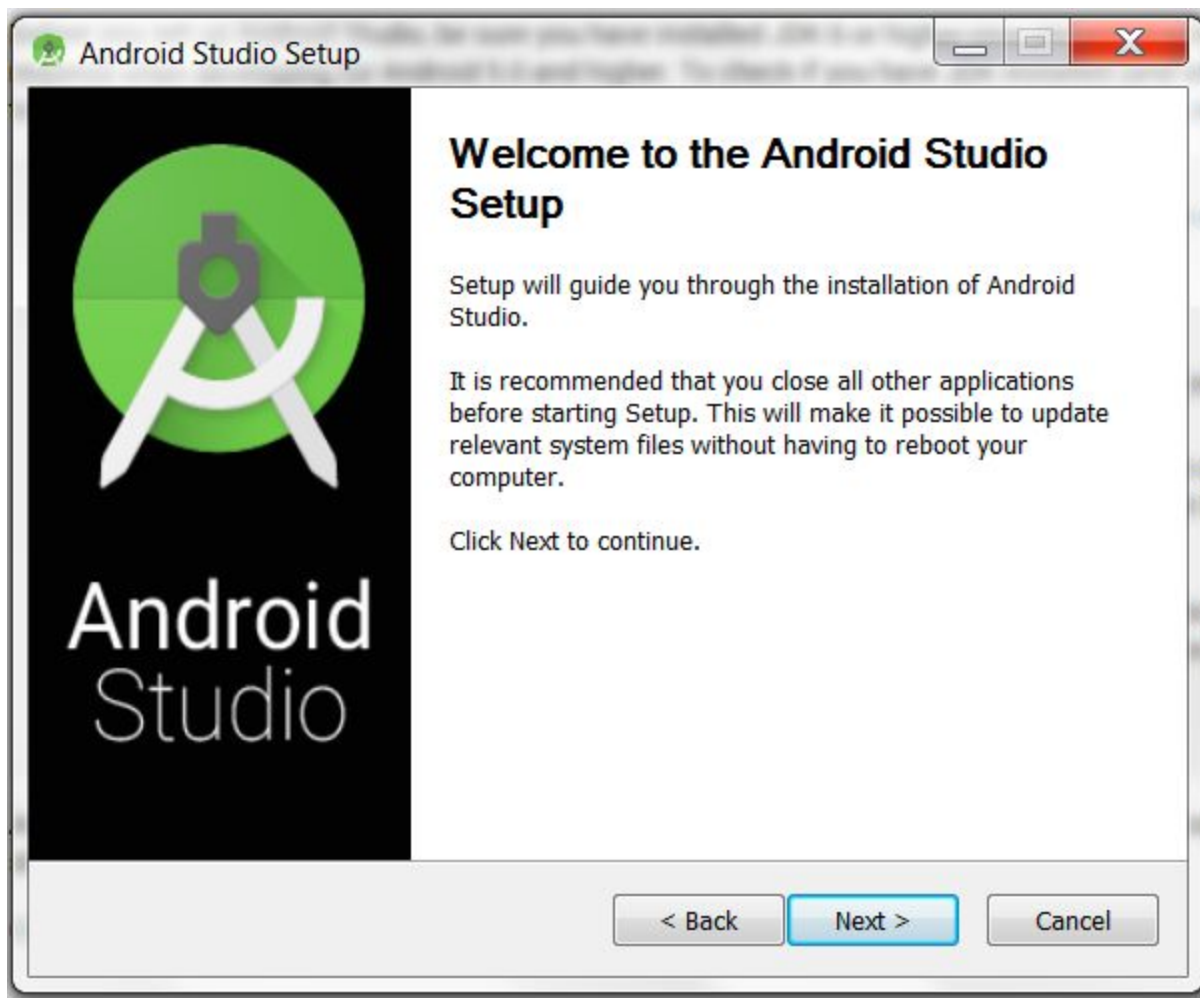 Android Studio Setup
Welcome to the Android Studio
Setup
Setup will guide you through the installation of Android
Studio.
It is recommended that you close all other applications
before starting Setup. This will make it possible to update
relevant system files without having to reboot your
computer.
Click Next to continue.
Android
Studio
< Back Next > Cancel